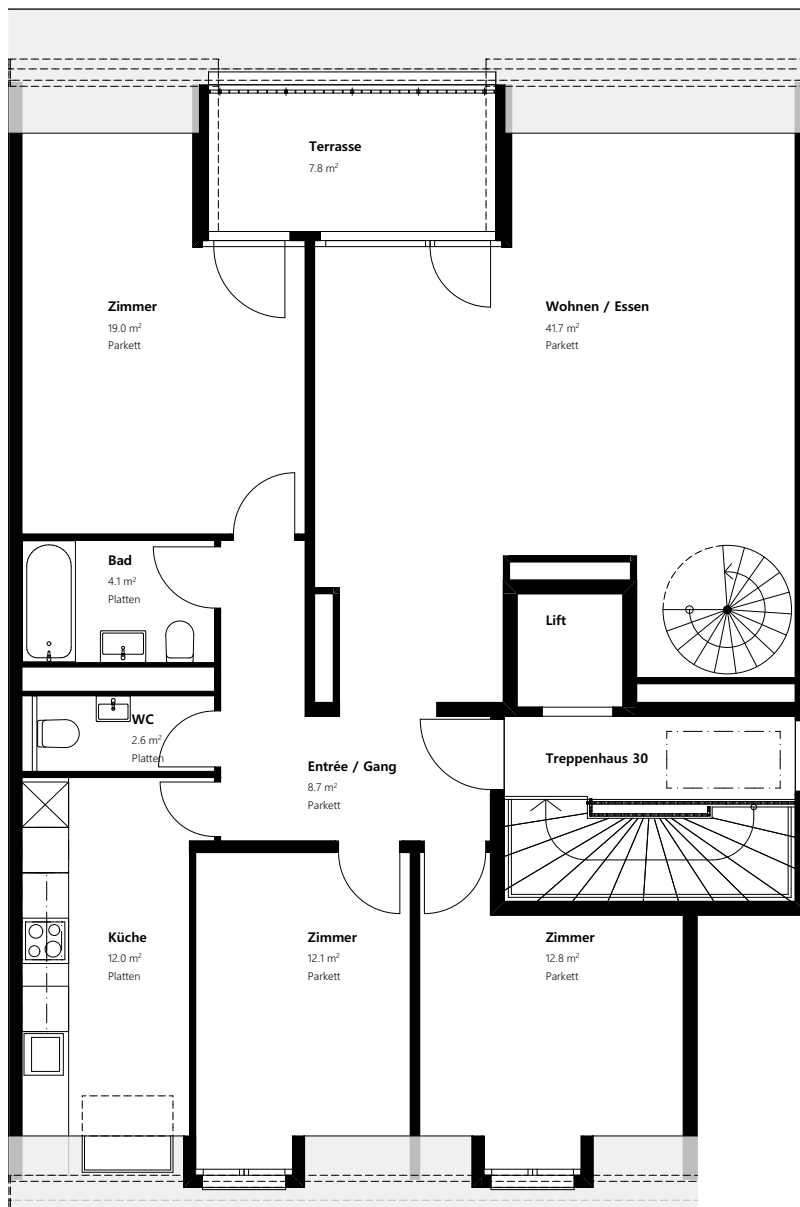 Terrasse
7.8 m²
Zimmer
19.0 m²
Parkett
Wohnen / Essen
41.7 m²
Parkett
Bad
4.1 m²
Platten
Lift
WC
2.6 m²
Platten
Entrée / Gang
8.7 m²
Parkett
Treppenhaus 30
Küche
12.0 m²
Platten
Zimmer
12.1 m²
Parkett
Zimmer
12.8 m²
Parkett